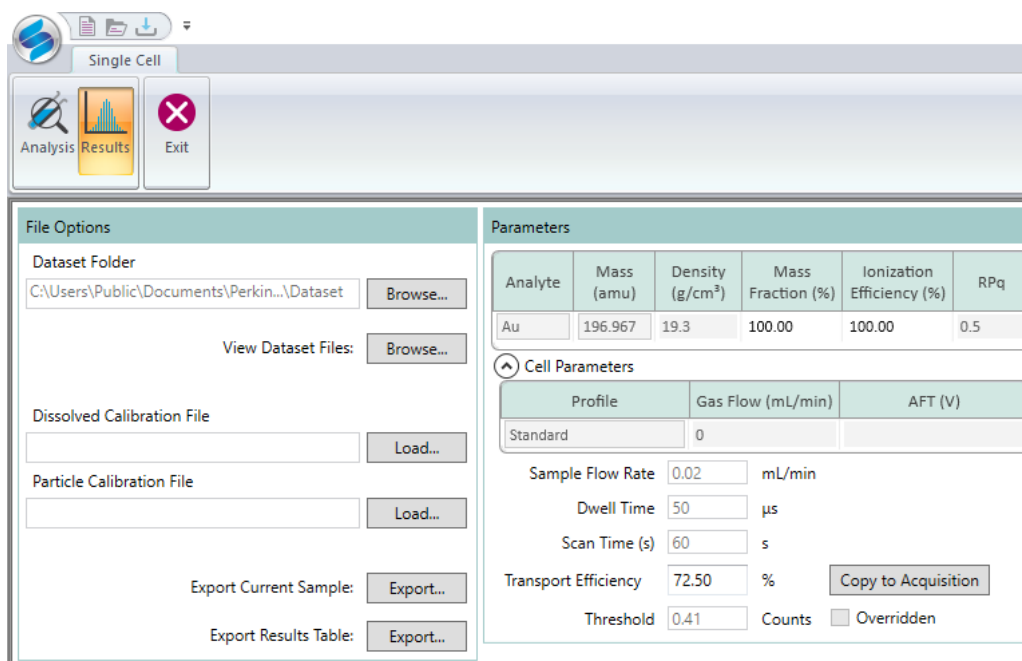 Single Cell
Analysis Results Exit
File Options
Dataset Folder
C:\Users\Public\Documents\Perkin...\Dataset Browse...
View Dataset Files: Browse...
Dissolved Calibration File
Load...
Particle Calibration File
Load...
Export Current Sample: Export...
Export Results Table: Export...
Parameters
Analyte Mass (amu) Density (g/cm³) Mass Fraction (%) Ionization Efficiency (%) RPq
Au 196.967 19.3 100.00 100.00 0.5
Cell Parameters
Profile Gas Flow (mL/min) AFT (V)
Standard 0
Sample Flow Rate 0.02 mL/min
Dwell Time 50 µs
Scan Time (s) 60 s
Transport Efficiency 72.50 % Copy to Acquisition
Threshold 0.41 Counts Overridden